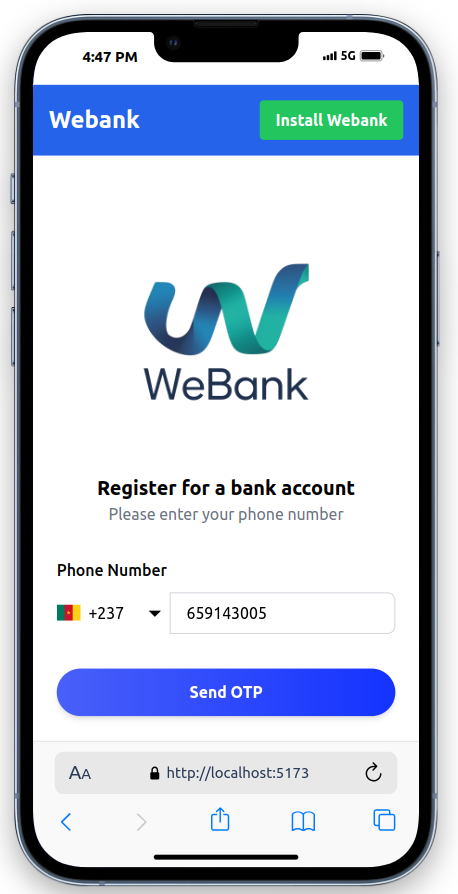 4:47 PM
5G
Webank
Install Webank
WeBank
Register for a bank account
Please enter your phone number
Phone Number
+237
659143005
Send OTP
AA
http://localhost:5173